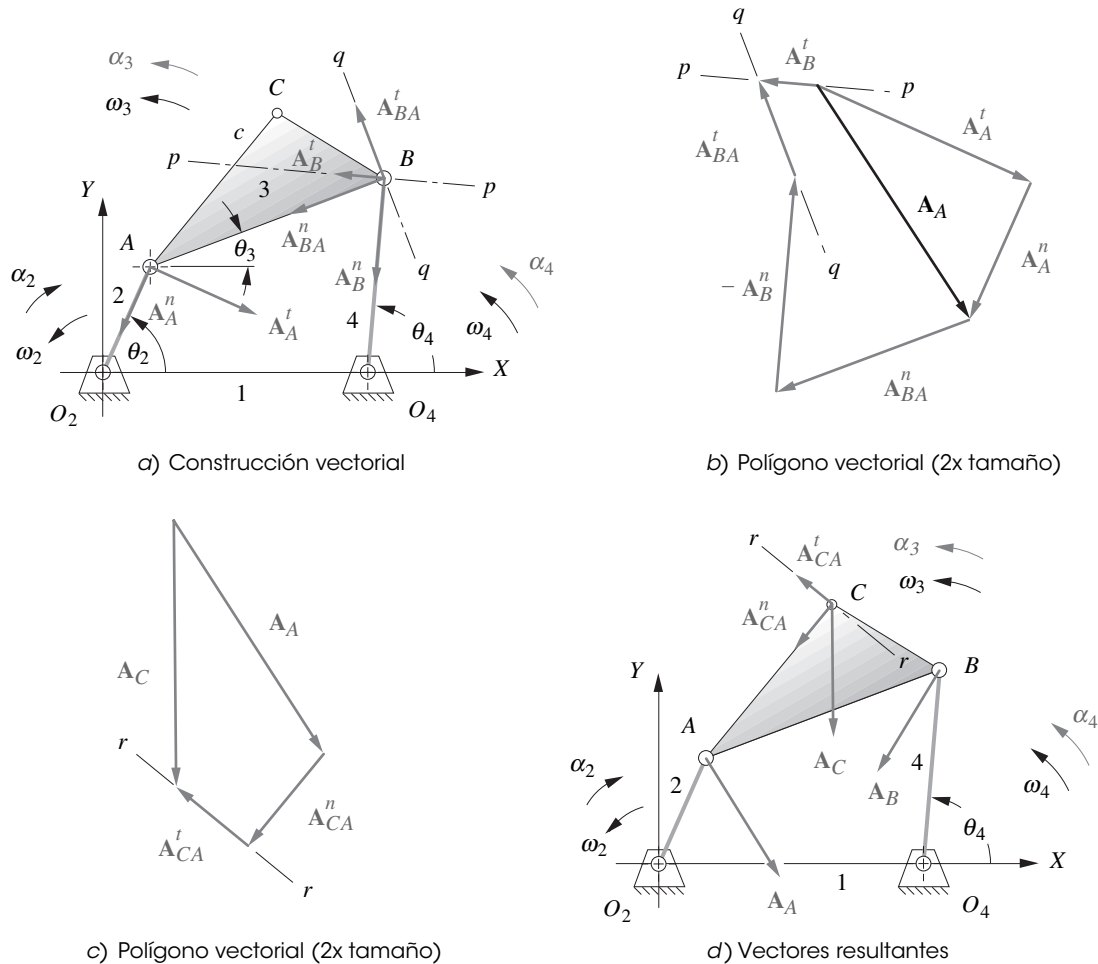 α3
ω3
C
c
q
A^t_BA
B
p
A^t_B
p
3
Y
A
θ3
A^n_BA
q
α2
2
A^n_A
A^t_A
A^n_B
α4
ω2
θ2
4
θ4
ω4
X
O2
1
O4
a) Construcción vectorial
q
p
A^t_B
p
A^t_A
A^t_BA
A_A
q
A^n_A
– A^n_B
A^n_BA
b) Polígono vectorial (2x tamaño)
A_A
A_C
r
A^n_CA
A^t_CA
r
c) Polígono vectorial (2x tamaño)
r
A^t_CA
α3
ω3
C
A^n_CA
r
B
Y
A
A_C
α4
α2
2
A_B
4
ω4
ω2
θ4
X
O2
A_A
1
O4
d) Vectores resultantes